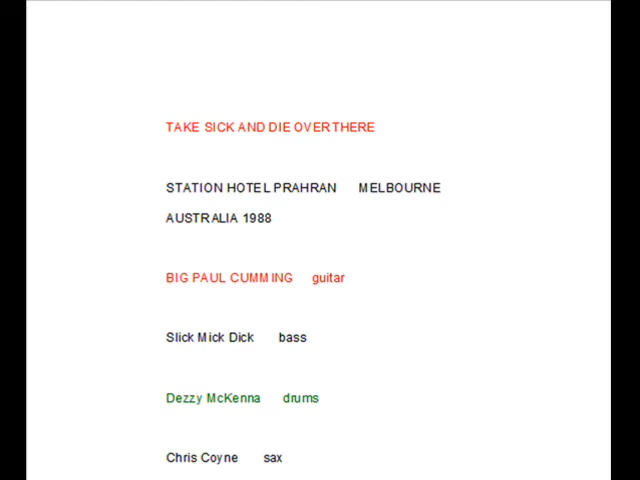 TAKE SICK AND DIE OVER THERE
STATION HOTEL PRAHRAN MELBOURNE
AUSTRALIA 1988
BIG PAUL CUMMING guitar
Slick Mick Dick bass
Dezzy McKenna drums
Chris Coyne sax